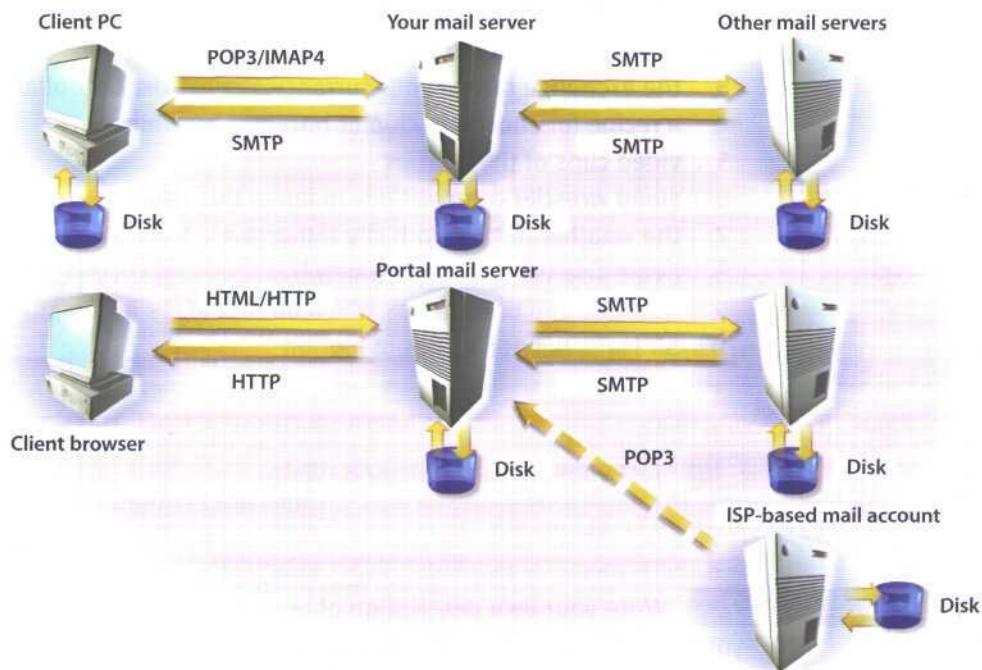 Client PC
Your mail server
Other mail servers
POP3/IMAP4
SMTP
SMTP
SMTP
Disk
Disk
Disk
Portal mail server
HTML/HTTP
SMTP
HTTP
SMTP
Client browser
Disk
POP3
Disk
ISP-based mail account
Disk